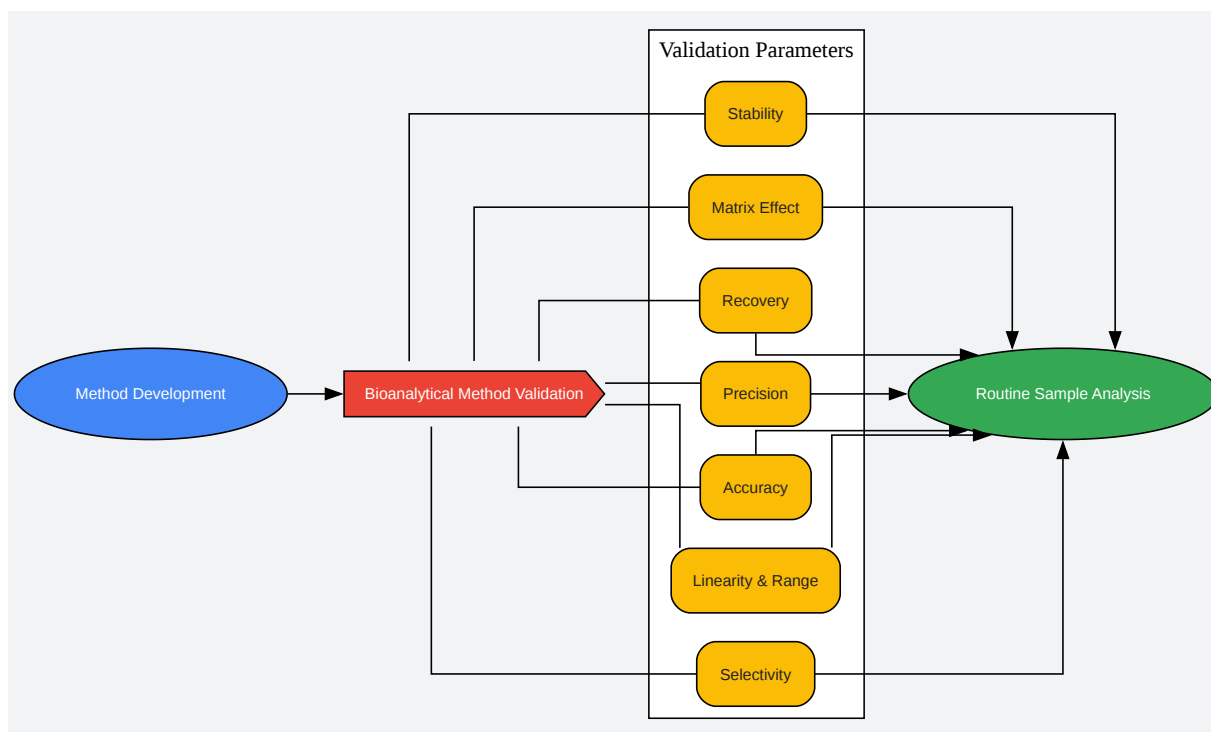 Validation Parameters
Stability
Matrix Effect
Recovery
Method Development
Bioanalytical Method Validation
Precision
Routine Sample Analysis
Accuracy
Linearity & Range
Selectivity